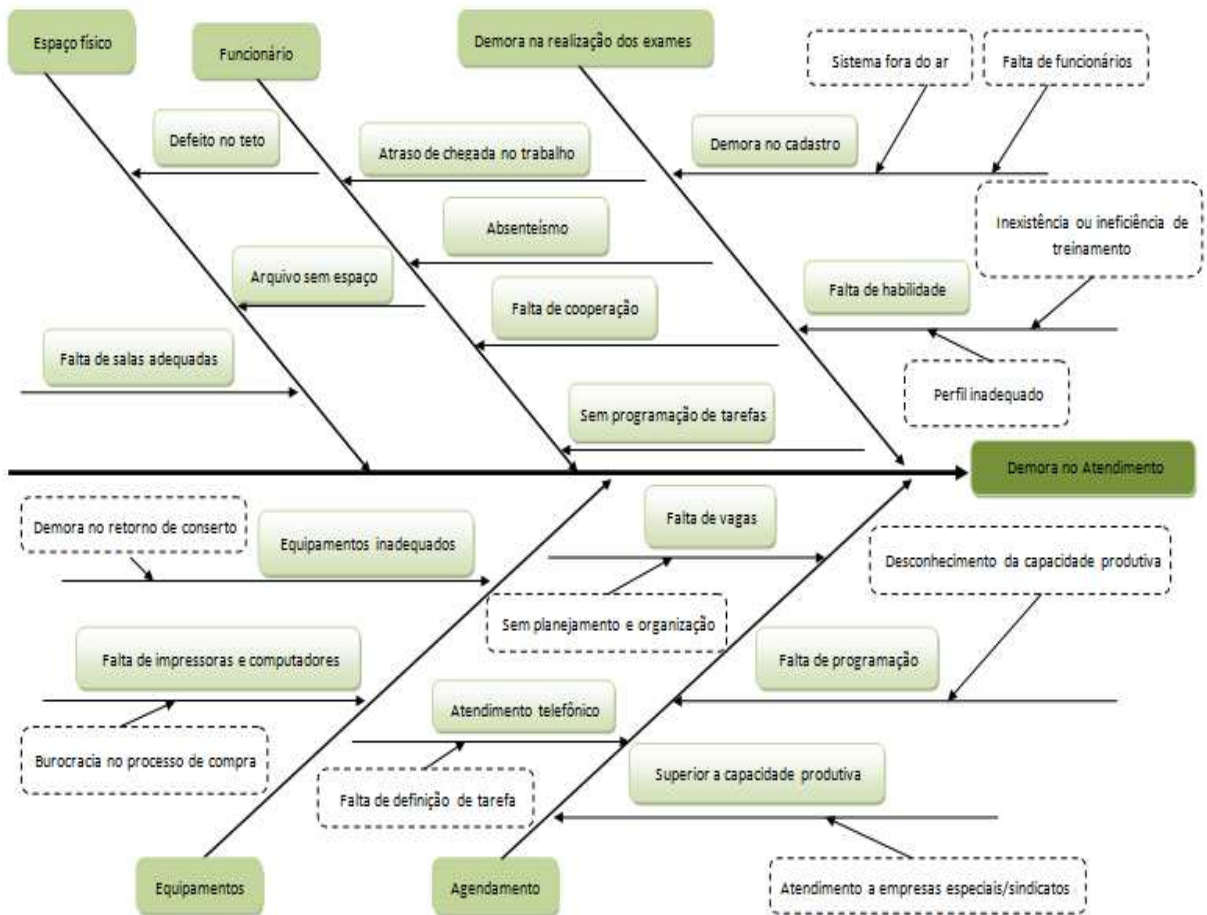 Espaço físico
Funcionário
Demora na realização dos exames
Sistema fora do ar
Falta de funcionários
Defeito no teto
Atraso de chegada no trabalho
Demora no cadastro
Absenteísmo
Inexistência ou ineficiência de
treinamento
Arquivo sem espaço
Falta de cooperação
Falta de habilidade
Falta de salas adequadas
Perfil inadequado
Sem programação de tarefas
Demora no Atendimento
Demora no retorno de conserto
Equipamentos inadequados
Falta de vagas
Desconhecimento da capacidade produtiva
Sem planejamento e organização
Falta de impressoras e computadores
Falta de programação
Atendimento telefônico
Burocracia no processo de compra
Superior a capacidade produtiva
Falta de definição de tarefa
Equipamentos
Agendamento
Atendimento a empresas especiais/sindicatos